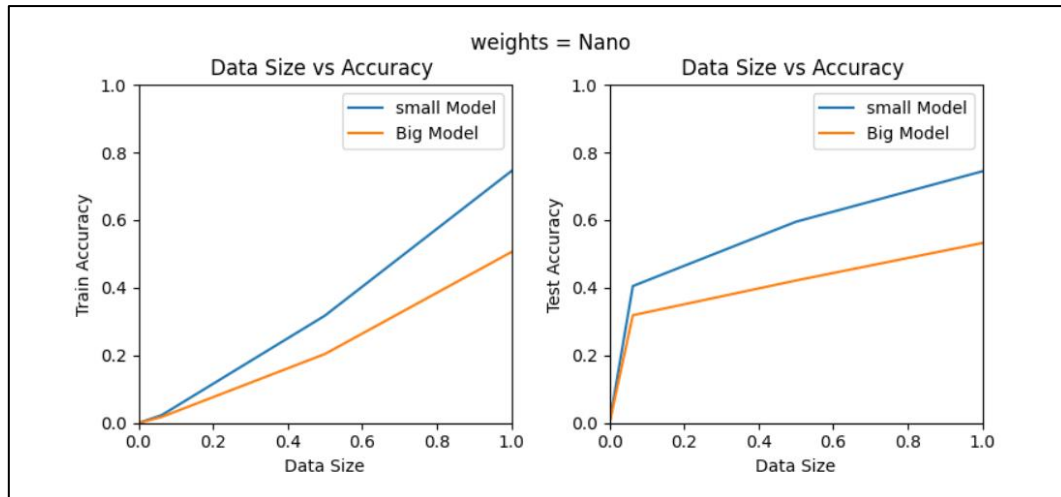 weights = Nano
Data Size vs Accuracy
1.0
0.8
0.6
0.4
0.2
0.0
Train Accuracy
small Model
Big Model
0.0 0.2 0.4 0.6 0.8 1.0
Data Size
Data Size vs Accuracy
1.0
0.8
0.6
0.4
0.2
0.0
Test Accuracy
small Model
Big Model
0.0 0.2 0.4 0.6 0.8 1.0
Data Size